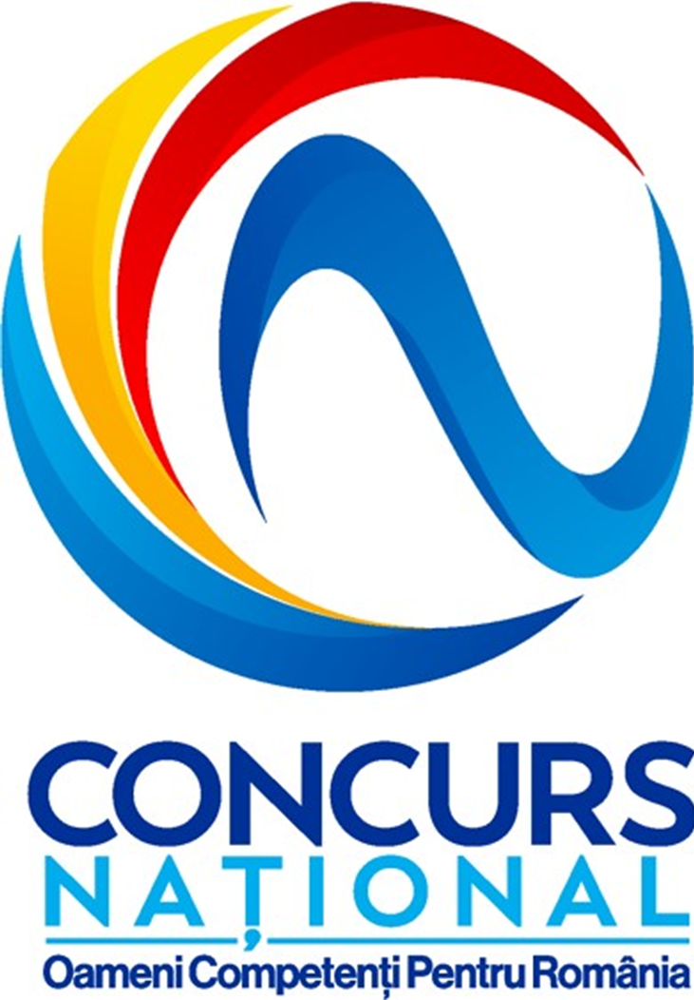 CONCURS
NAȚIONAL
Oameni Competenți Pentru România